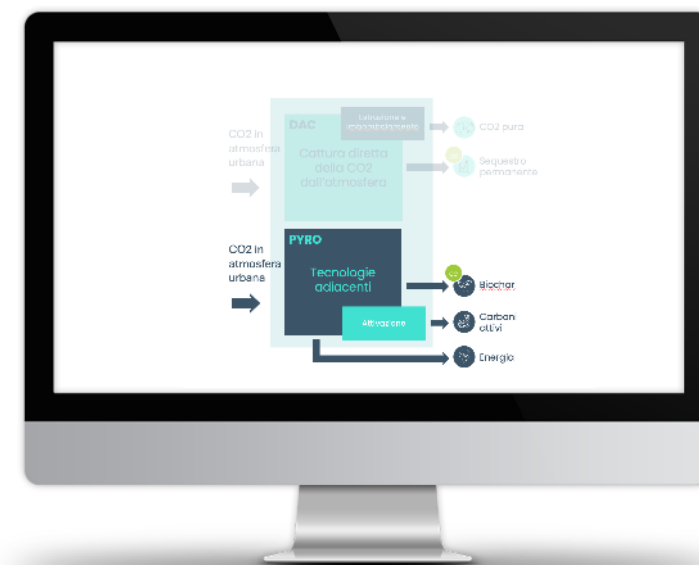 DAC
CO2 in
atmosfera
urbana
Cattura diretta
della CO2
dall'atmosfera
CO2 pura
Sequestro
permanente
PYRO
CO2 in
atmosfera
urbana
Tecnologie
adiacenti
Attivazione
Biochar
Carboni
attivi
Energia